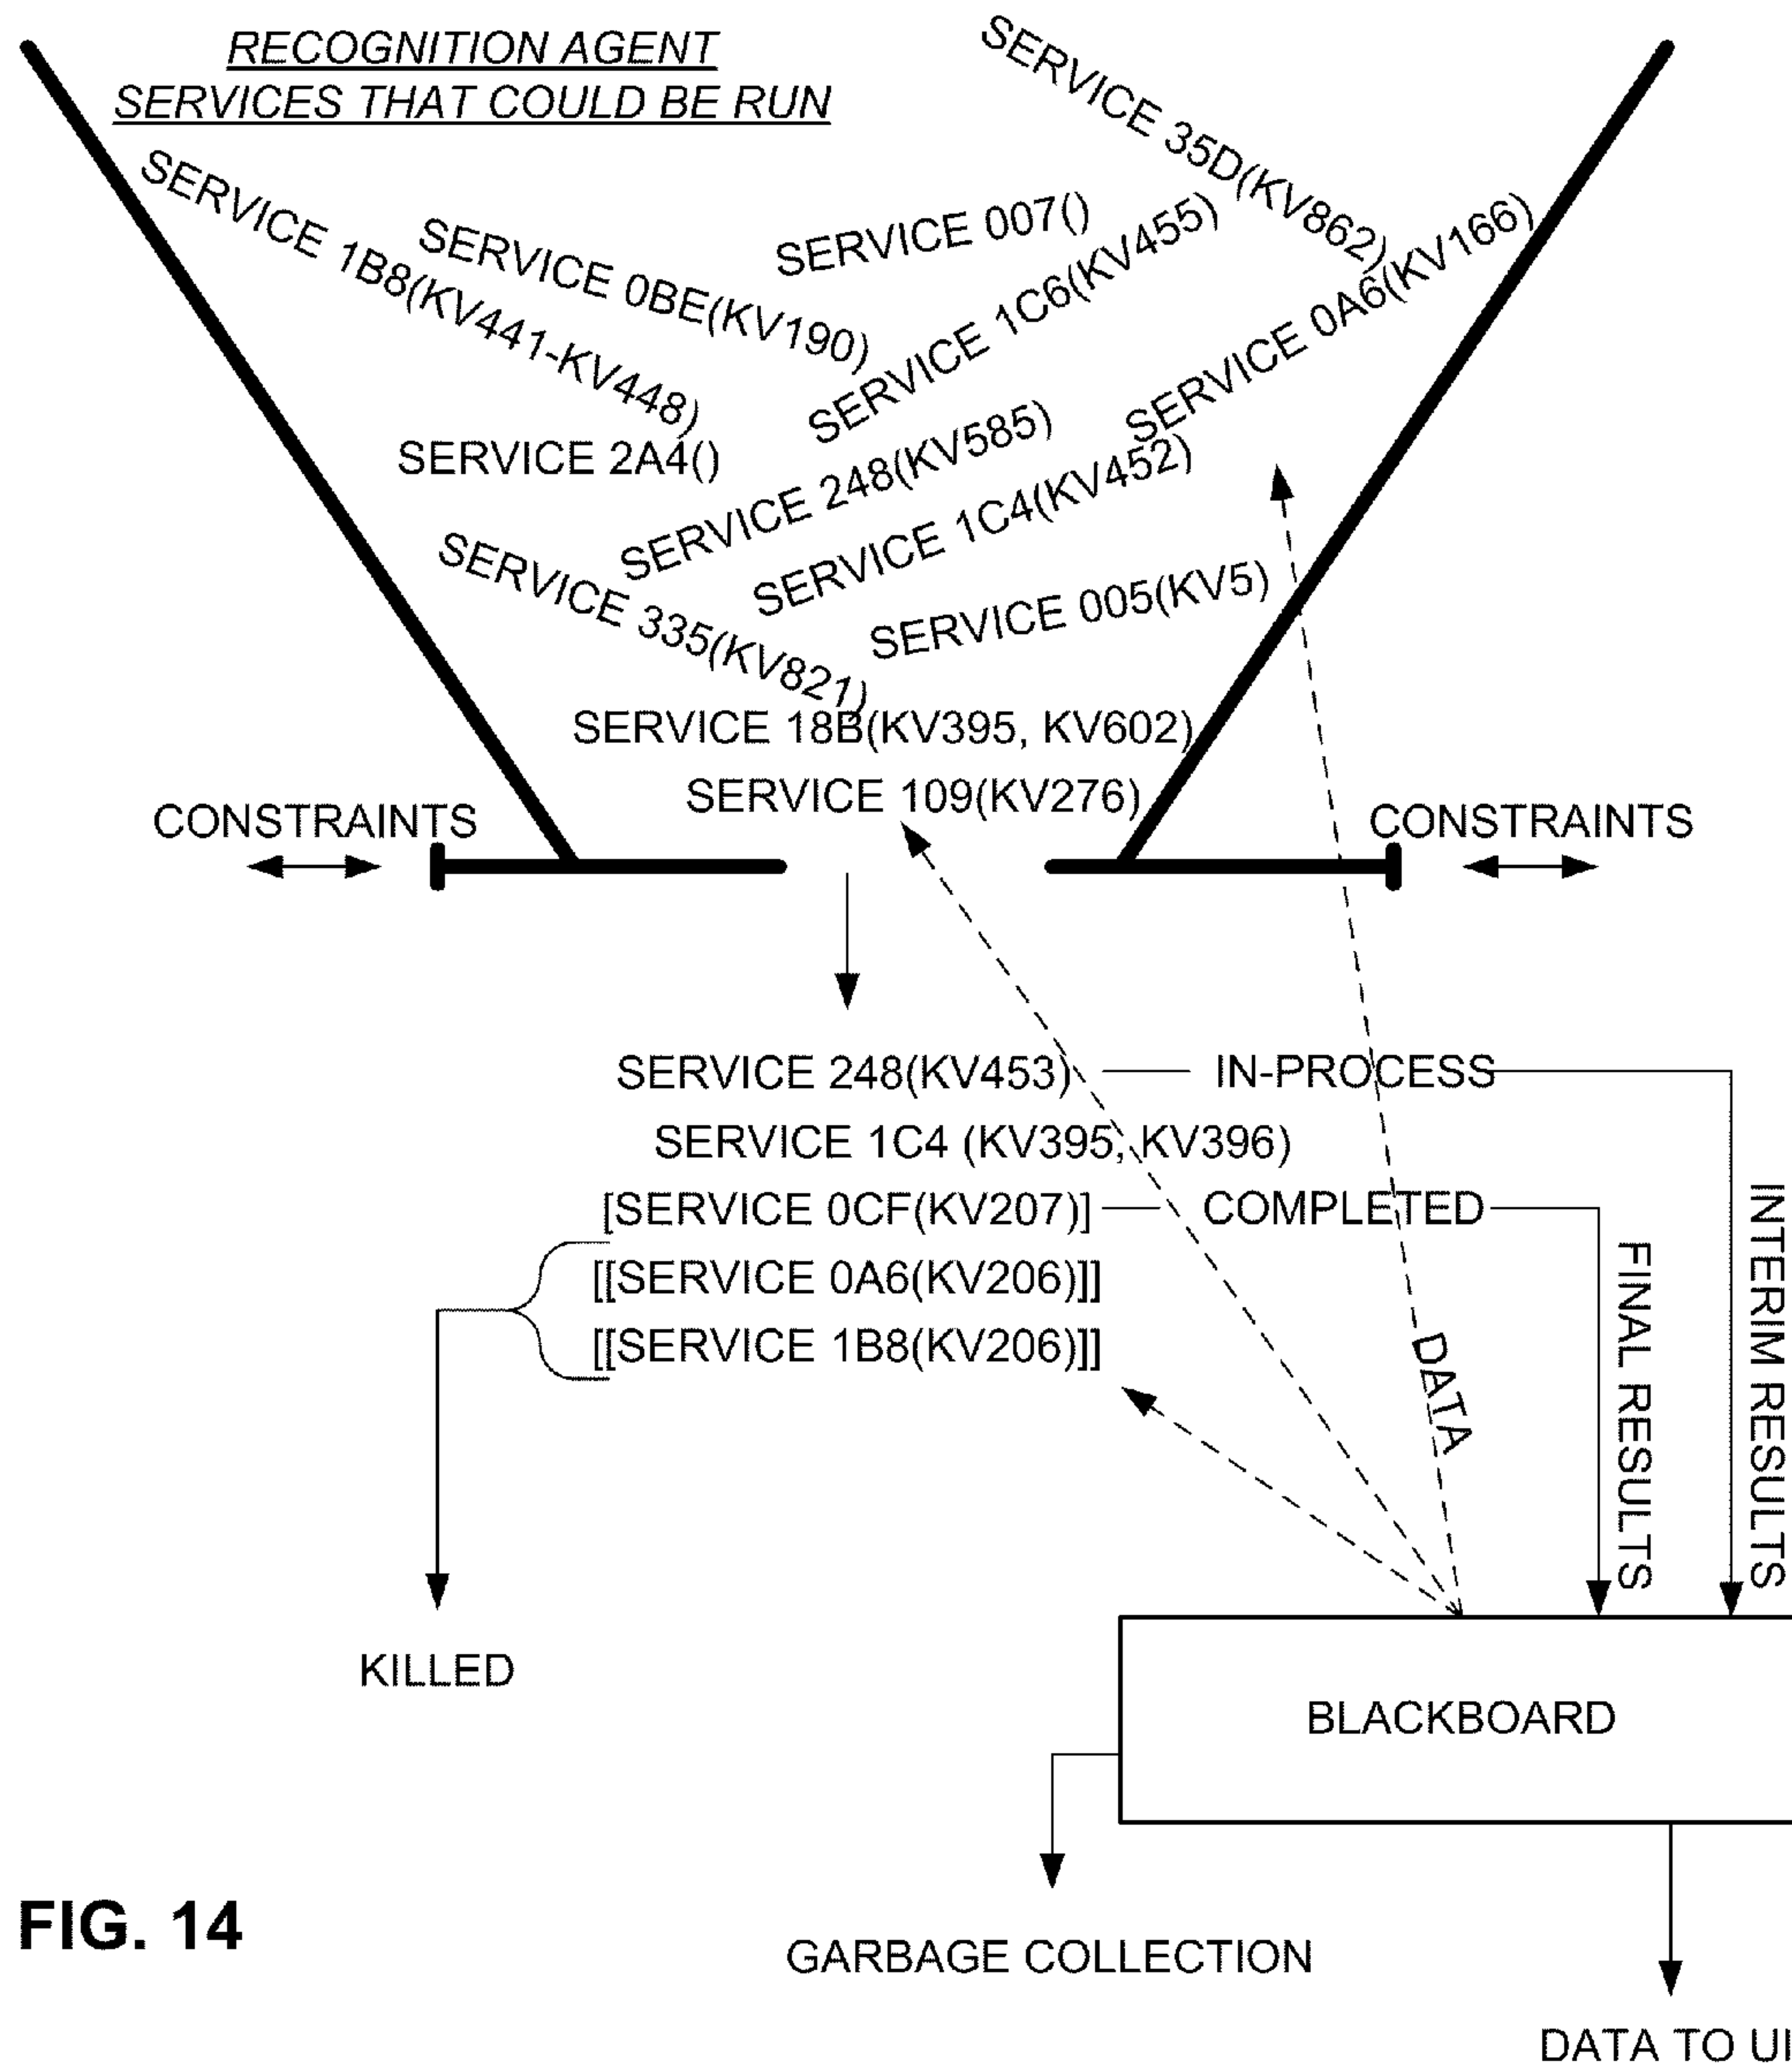 RECOGNITION AGENT
SERVICES THAT COULD BE RUN
SERVICE 35D(KV862)
SERVICE 1B8(KV441-KV448)
SERVICE 0BE(KV190)
SERVICE 007()
SERVICE 1C6(KV455)
SERVICE 0A6(KV166)
SERVICE 2A4()
SERVICE 248(KV585)
SERVICE 1C4(KV452)
SERVICE 335(KV821)
SERVICE 005(KV5)
SERVICE 18B(KV395, KV602)
SERVICE 109(KV276)
CONSTRAINTS
CONSTRAINTS
SERVICE 248(KV453)
IN-PROCESS
SERVICE 1C4 (KV395, KV396)
[SERVICE 0CF(KV207)]
COMPLETED
[[SERVICE 0A6(KV206)]]
[[SERVICE 1B8(KV206)]]
DATA
FINAL RESULTS
INTERIM RESULTS
KILLED
BLACKBOARD
GARBAGE COLLECTION
DATA TO UI
FIG. 14